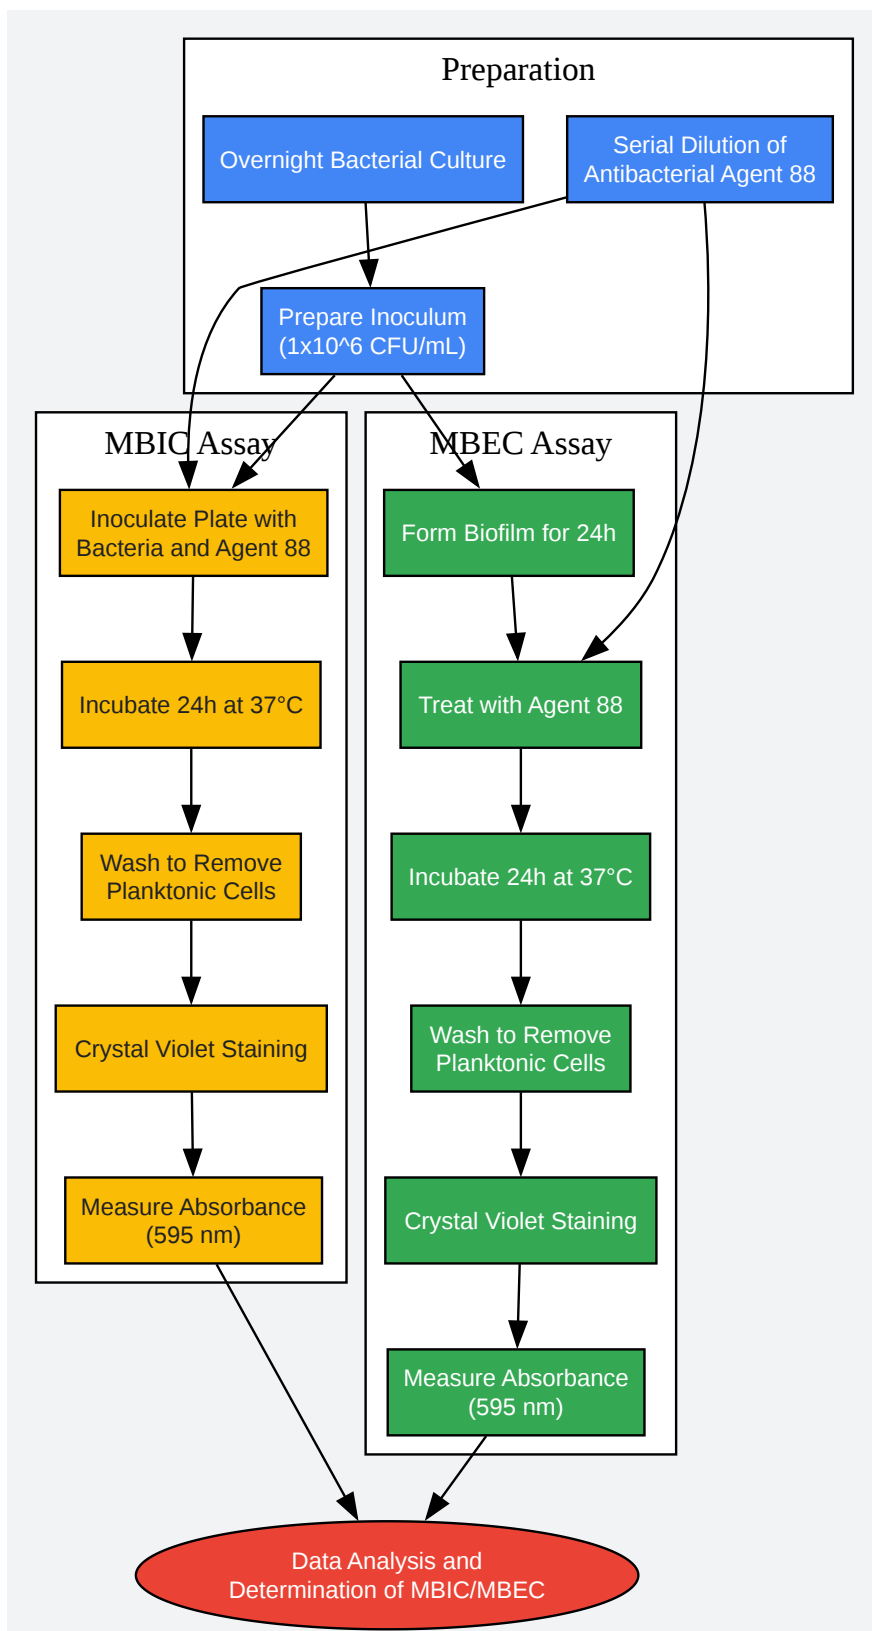 Preparation
Overnight Bacterial Culture
Serial Dilution of
Antibacterial Agent 88
Prepare Inoculum
(1x10^6 CFU/mL)
MBIC Assay
Inoculate Plate with
Bacteria and Agent 88
Incubate 24h at 37°C
Wash to Remove
Planktonic Cells
Crystal Violet Staining
Measure Absorbance
(595 nm)
MBEC Assay
Form Biofilm for 24h
Treat with Agent 88
Incubate 24h at 37°C
Wash to Remove
Planktonic Cells
Crystal Violet Staining
Measure Absorbance
(595 nm)
Data Analysis and
Determination of MBIC/MBEC